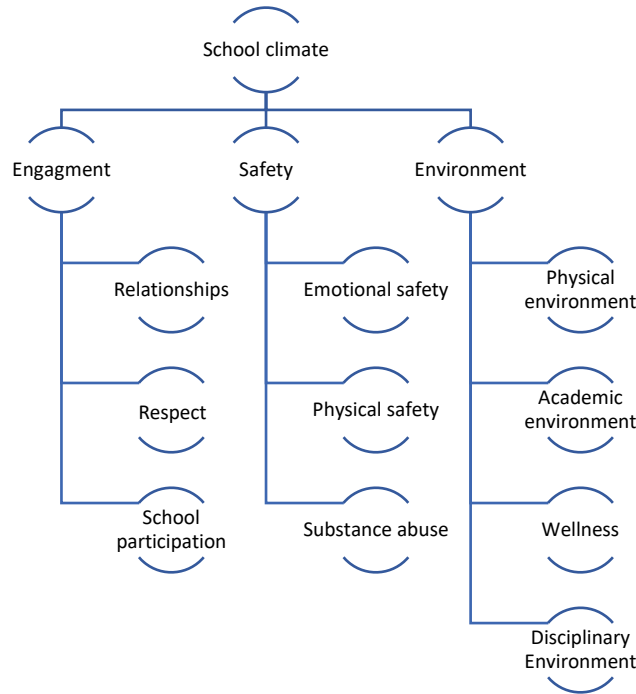 School climate
Engagment
Safety
Environment
Relationships
Emotional safety
Physical
environment
Respect
Physical safety
Academic
environment
School
participation
Substance abuse
Wellness
Disciplinary
Environment